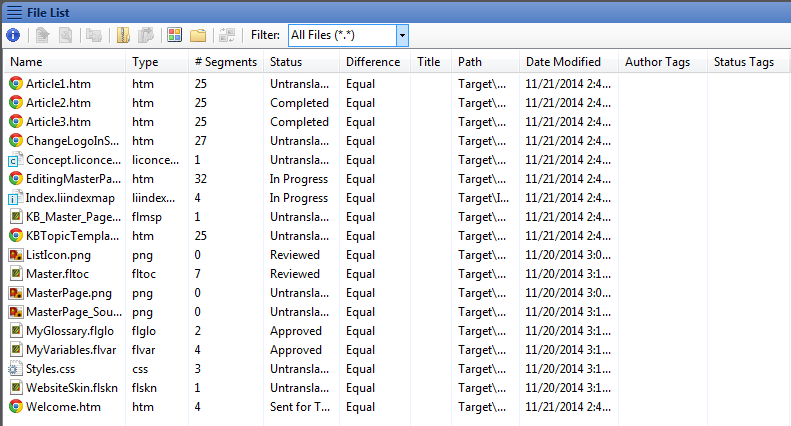 File List
Filter: All Files (*.*)
Name Type # Segments Status Difference Title Path Date Modified Author Tags Status Tags
Article1.htm htm 25 Untransla... Equal Target\... 11/21/2014 2:4...
Article2.htm htm 25 Completed Equal Target\... 11/21/2014 2:4...
Article3.htm htm 25 Completed Equal Target\... 11/21/2014 2:4...
ChangeLogoInS... htm 27 Untransla... Equal Target\... 11/21/2014 2:4...
Concept.liconce... liconce... 1 Untransla... Equal Target\... 11/21/2014 2:4...
EditingMasterPa... htm 32 In Progress Equal Target\... 11/21/2014 2:4...
Index.liindexmap liindex... 4 In Progress Equal Target\I... 11/21/2014 2:4...
KB_Master_Page... flmsp 1 Untransla... Equal Target\... 11/21/2014 2:4...
KBTopicTempla... htm 25 Untransla... Equal Target\... 11/21/2014 2:4...
ListIcon.png png 0 Reviewed Equal Target\... 11/20/2014 3:0...
Master.fltoc fltoc 7 Reviewed Equal Target\... 11/20/2014 3:1...
MasterPage.png png 0 Untransla... Equal Target\... 11/20/2014 3:0...
MasterPage_Sou... png 0 Untransla... Equal Target\... 11/20/2014 3:1...
MyGlossary.flglo flglo 2 Approved Equal Target\... 11/20/2014 3:1...
MyVariables.flvar flvar 4 Approved Equal Target\... 11/20/2014 3:1...
Styles.css css 3 Untransla... Equal Target\... 11/20/2014 3:1...
WebsiteSkin.flskn flskn 1 Untransla... Equal Target\... 11/20/2014 3:1...
Welcome.htm htm 4 Sent for T... Equal Target\... 11/21/2014 2:4...